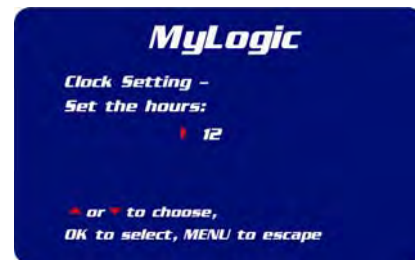 MyLogic
Clock Setting –
Set the hours:
12
▲ or ▼ to choose,
OK to select, MENU to escape